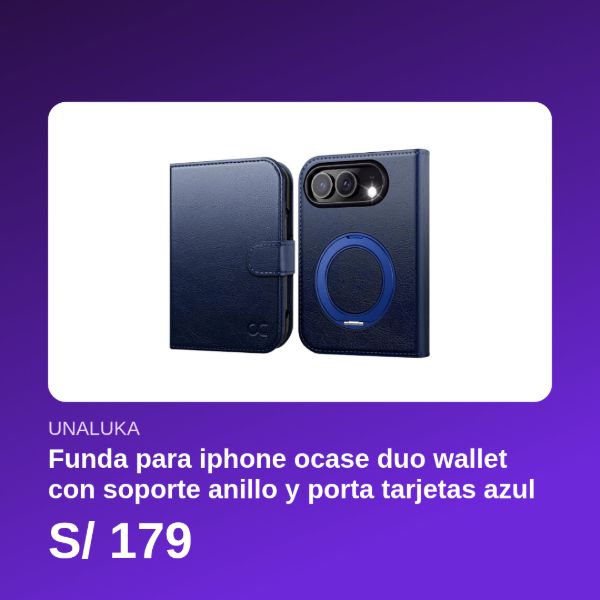 UNALUKA
Funda para iphone ocase duo wallet
con soporte anillo y porta tarjetas azul
S/ 179